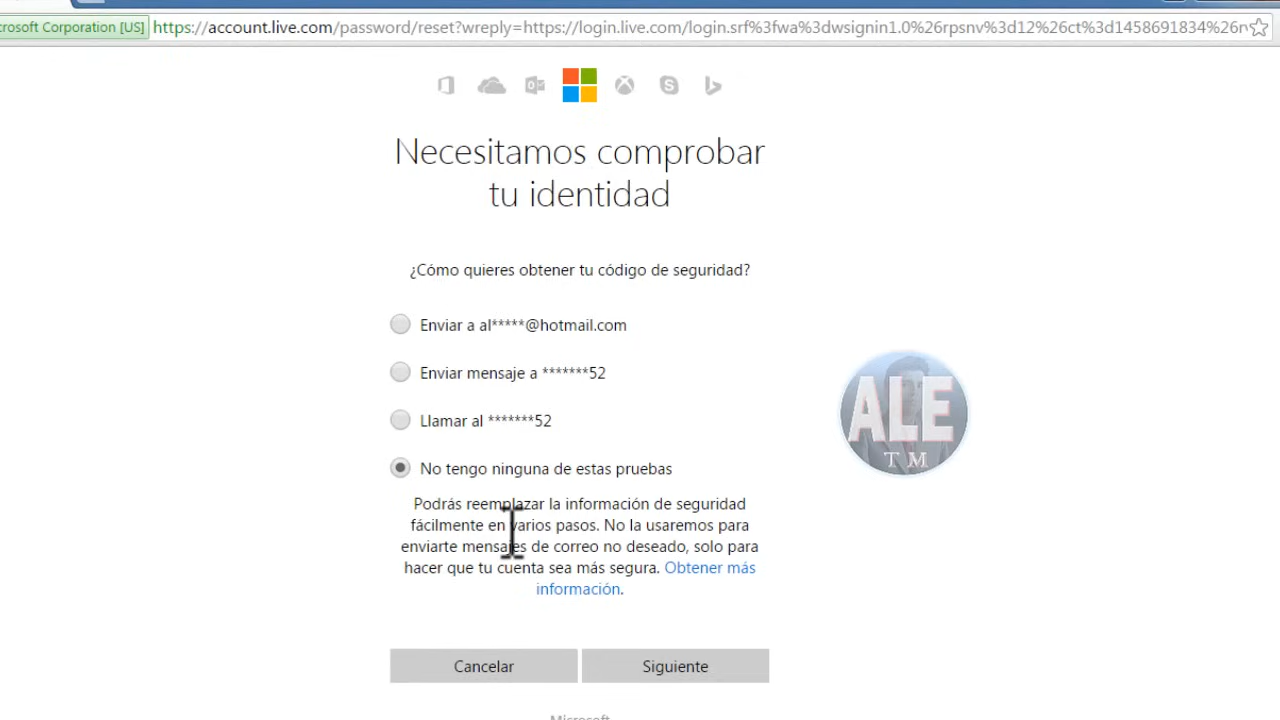 crosoft Corporation [US] https://account.live.com/password/reset?wreply=https://login.live.com/login.srf%3fwa%3dwsignin1.0%26rpsnv%3d12%26ct%3d1458691834%26r
Necesitamos comprobar
tu identidad
¿Cómo quieres obtener tu código de seguridad?
Enviar a al*****@hotmail.com
Enviar mensaje a *******52
Llamar al *******52
No tengo ninguna de estas pruebas
Podrás reemplazar la información de seguridad
fácilmente en varios pasos. No la usaremos para
enviarte mensajes de correo no deseado, solo para
hacer que tu cuenta sea más segura. Obtener más
información.
ALE
TM
Cancelar
Siguiente
Microsoft